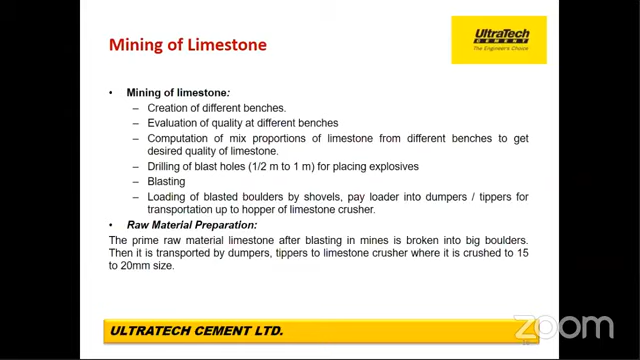 Mining of Limestone
UltraTech
CEMENT
The Engineer's Choice
• Mining of limestone:
– Creation of different benches.
– Evaluation of quality at different benches
– Computation of mix proportions of limestone from different benches to get
desired quality of limestone.
– Drilling of blast holes (1/2 m to 1 m) for placing explosives
– Blasting
– Loading of blasted boulders by shovels, pay loader into dumpers / tippers for
transportation up to hopper of limestone crusher.
• Raw Material Preparation:
The prime raw material limestone after blasting in mines is broken into big boulders.
Then it is transported by dumpers, tippers to limestone crusher where it is crushed to 15
to 20mm size.
ULTRATECH CEMENT LTD.
zoom